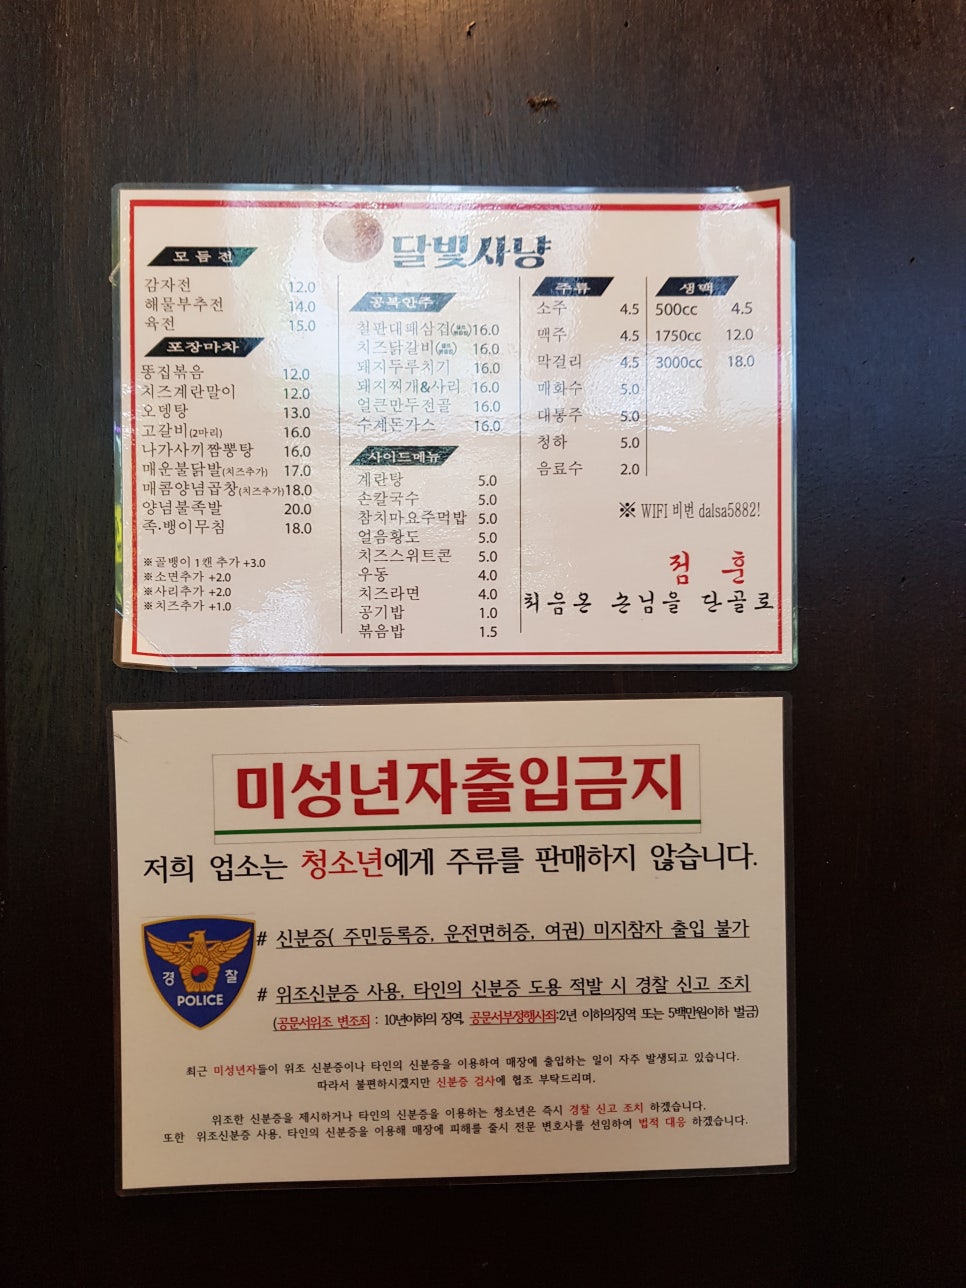 달빛사냥
모듬전
감자전 12.0
해물부추전 14.0
육전 15.0
포장마차
똥집볶음 12.0
치즈계란말이 12.0
오뎅탕 13.0
고갈비(2마리) 16.0
나가사끼짬뽕탕 16.0
매운불닭발(치즈추가) 17.0
매콤양념곱창(치즈추가) 18.0
양념불족발 20.0
족.뱅이무침 18.0
※골뱅이 1캔 추가 +3.0
※소면추가 +2.0
※사리추가 +2.0
※치즈추가 +1.0
공복안주
철판대패삼겹 16.0
치즈닭갈비 16.0
돼지두루치기 16.0
돼지찌개&사리 16.0
얼큰만두전골 16.0
수제돈가스 16.0
사이드메뉴
계란탕 5.0
손칼국수 5.0
참치마요주먹밥 5.0
얼음황도 5.0
치즈스위트콘 5.0
우동 4.0
치즈라면 4.0
공기밥 1.0
볶음밥 1.5
주류
소주 4.5
맥주 4.5
막걸리 4.5
매화수 5.0
대통주 5.0
청하 5.0
음료수 2.0
생맥
500cc 4.5
1750cc 12.0
3000cc 18.0
※ WIFI 비번 dalsa5882!
점 훈
처음온 손님을 단골로
미성년자출입금지
저희 업소는 청소년에게 주류를 판매하지 않습니다.
경 찰
POLICE
# 신분증( 주민등록증, 운전면허증, 여권) 미지참자 출입 불가
# 위조신분증 사용, 타인의 신분증 도용 적발 시 경찰 신고 조치
(공문서위조 변조죄 : 10년이하의 징역, 공문서부정행사죄:2년 이하의징역 또는 5백만원이하 벌금)
최근 미성년자들이 위조 신분증이나 타인의 신분증을 이용하여 매장에 출입하는 일이 자주 발생되고 있습니다.
따라서 불편하시겠지만 신분증 검사에 협조 부탁드리며,
위조한 신분증을 제시하거나 타인의 신분증을 이용하는 청소년은 즉시 경찰 신고 조치 하겠습니다.
또한 위조신분증 사용, 타인의 신분증을 이용해 매장에 피해를 줄시 전문 변호사를 선임하여 법적 대응 하겠습니다.